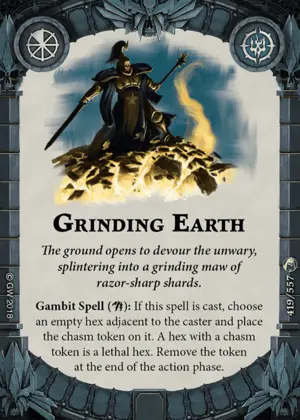 GRINDING EARTH
The ground opens to devour the unwary,
splintering into a grinding maw of
razor-sharp shards.
Gambit Spell (): If this spell is cast, choose
an empty hex adjacent to the caster and place
the chasm token on it. A hex with a chasm
token is a lethal hex. Remove the token
at the end of the action phase.
© GW 2018
419/557